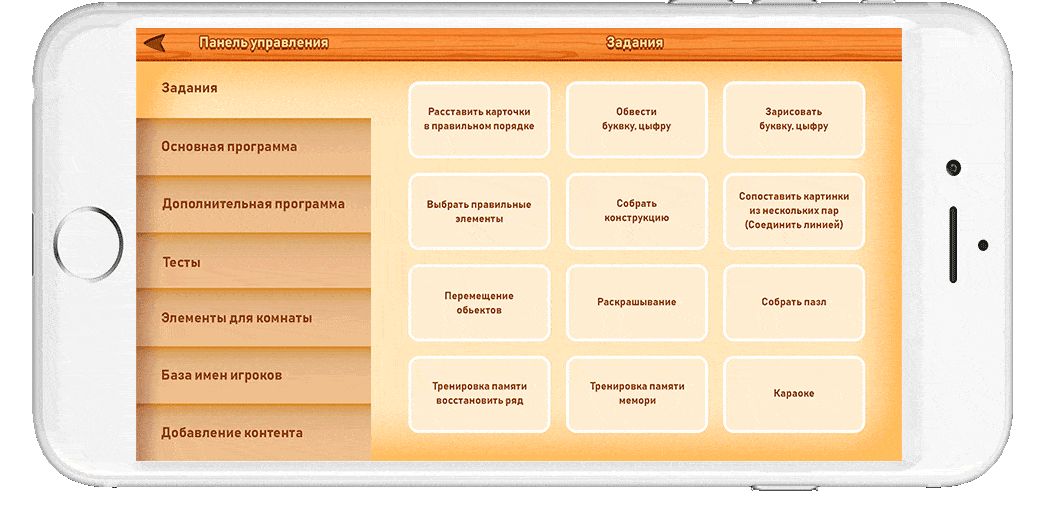 Панель управления
Задания
Задания
Основная программа
Дополнительная программа
Тесты
Элементы для комнаты
База имен игроков
Добавление контента
Расставить карточки
в правильном порядке
Обвести
буквку, цыфру
Зарисовать
буквку, цыфру
Выбрать правильные
элементы
Собрать
конструкцию
Сопоставить картинки
из нескольких пар
(Соединить линией)
Перемещение
обьектов
Раскрашывание
Собрать пазл
Тренировка памяти
восстановить ряд
Тренировка памяти
мемори
Караоке